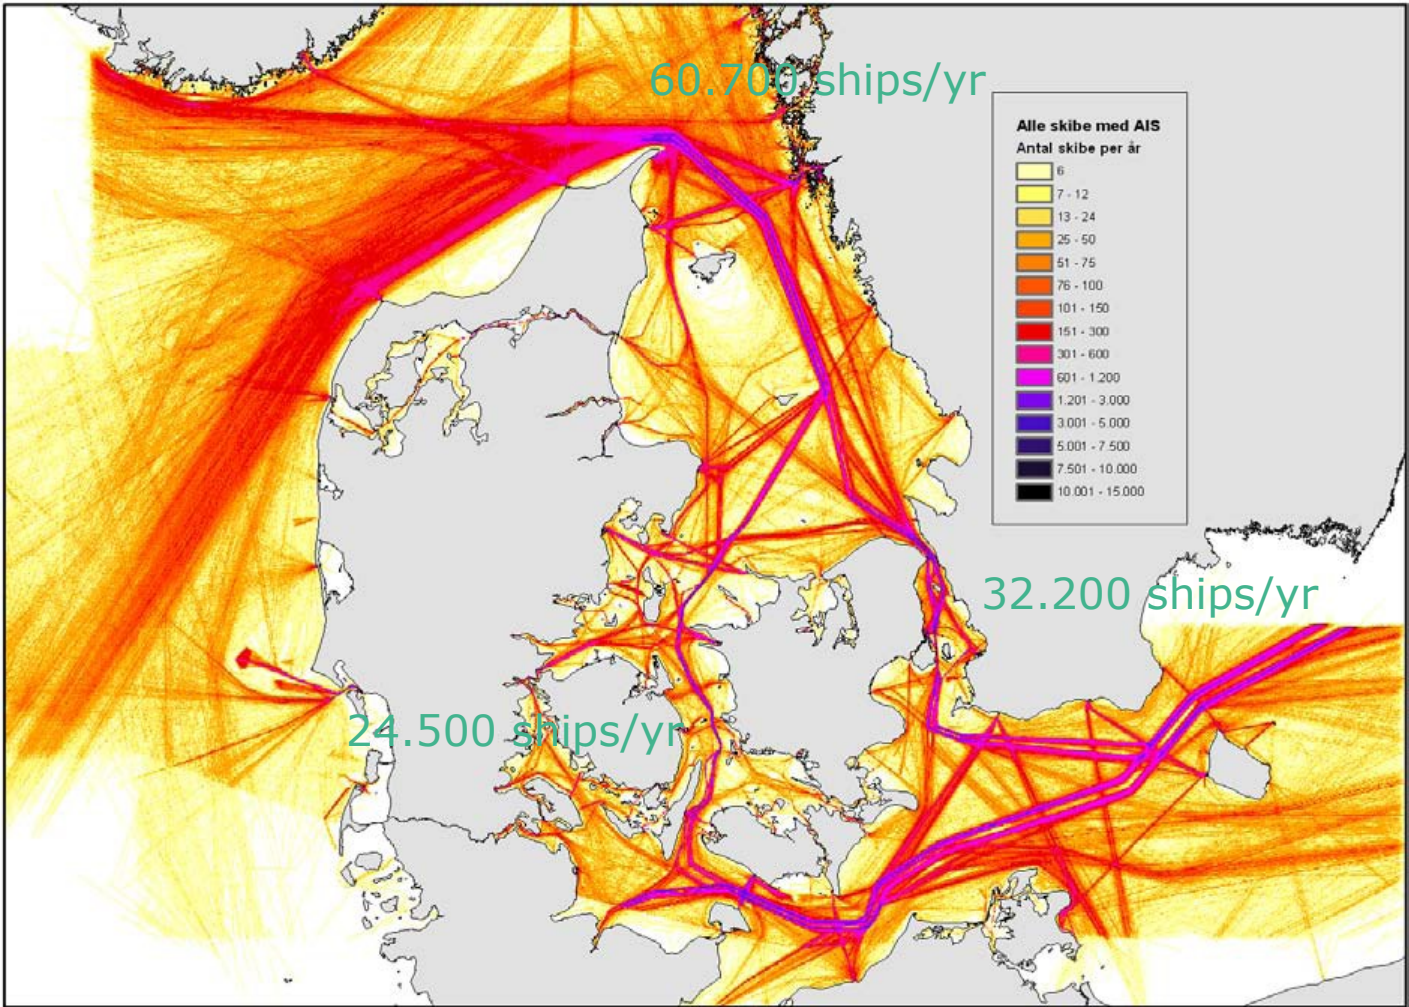 60.700 ships/yr
Alle skibe med AIS
Antal skibe per år
6
7 - 12
13 - 24
25 - 50
51 - 75
76 - 100
101 - 150
151 - 300
301 - 600
601 - 1.200
1.201 - 3.000
3.001 - 5.000
5.001 - 7.500
7.501 - 10.000
10.001 - 15.000
32.200 ships/yr
24.500 ships/yr